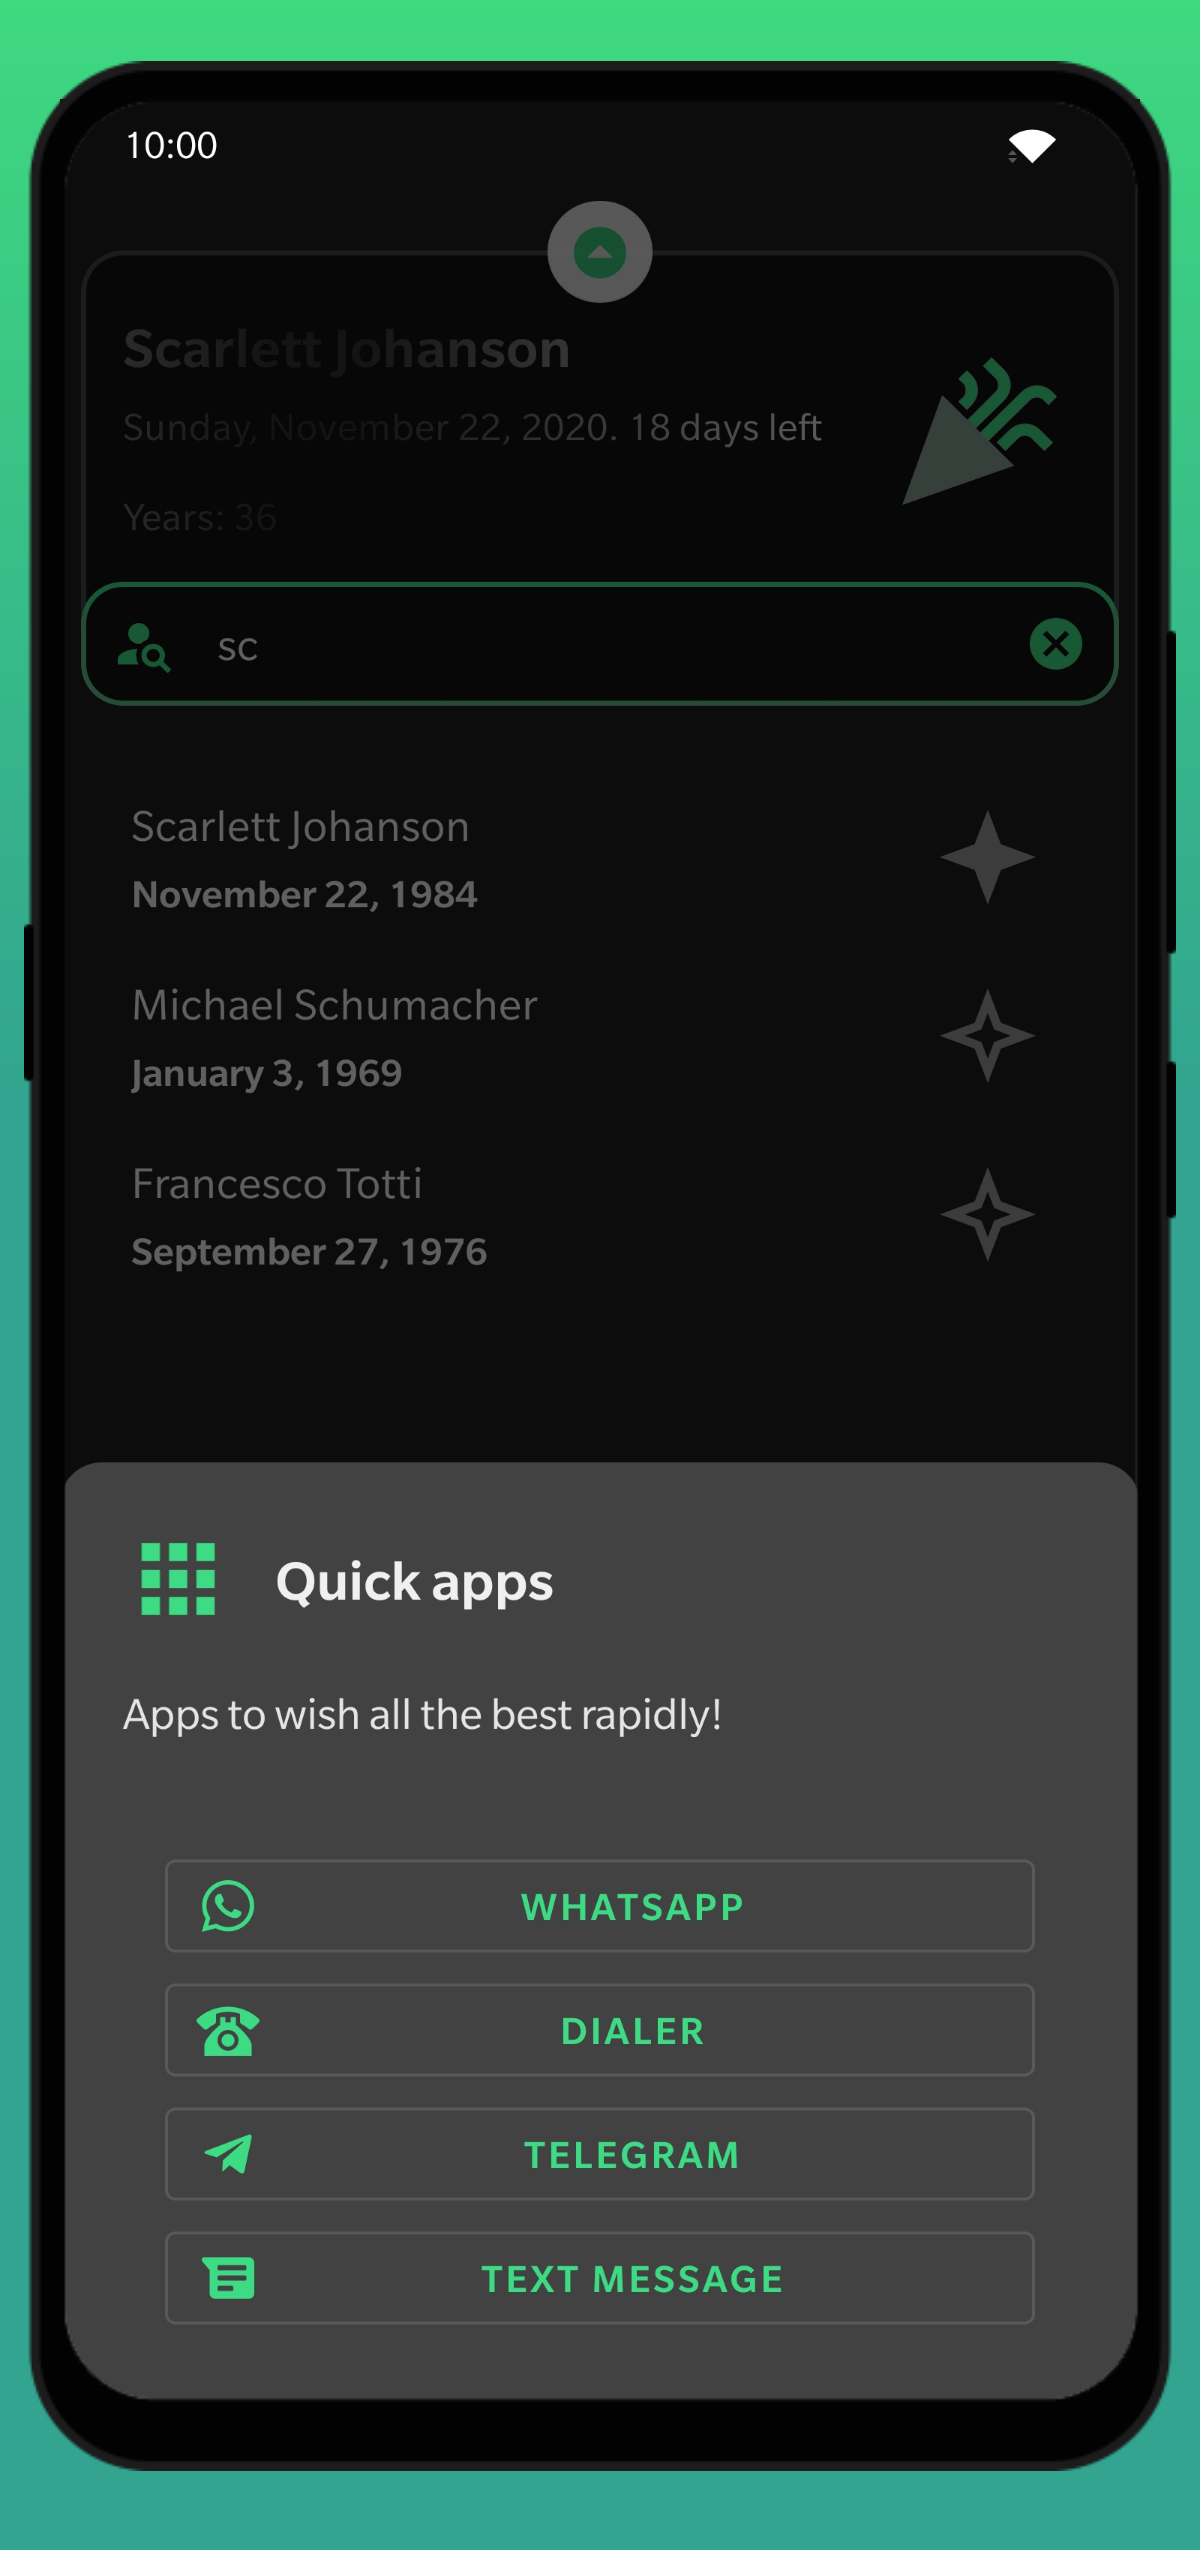 10:00
Scarlett Johanson
Sunday, November 22, 2020. 18 days left
Years: 36
sc
Scarlett Johanson
November 22, 1984
Michael Schumacher
January 3, 1969
Francesco Totti
September 27, 1976
Quick apps
Apps to wish all the best rapidly!
WHATSAPP
DIALER
TELEGRAM
TEXT MESSAGE